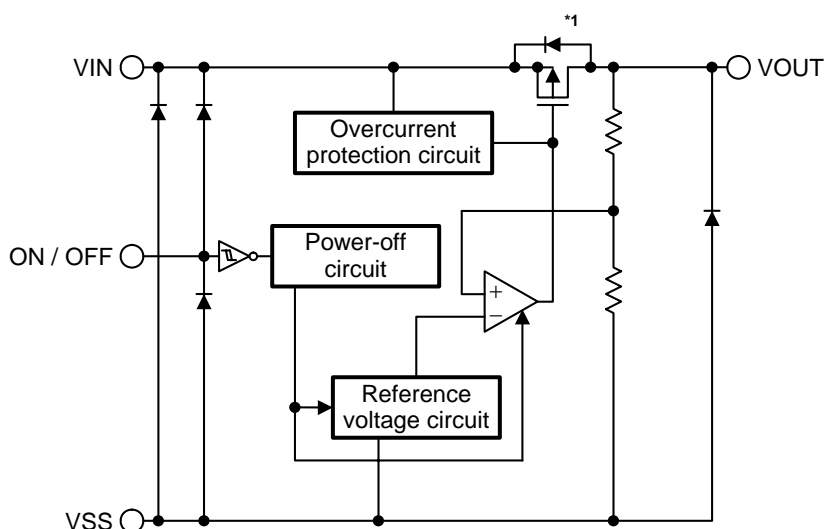 *1
VIN
VOUT
Overcurrent
protection circuit
ON / OFF
Power-off
circuit
+
−
Reference
voltage circuit
VSS